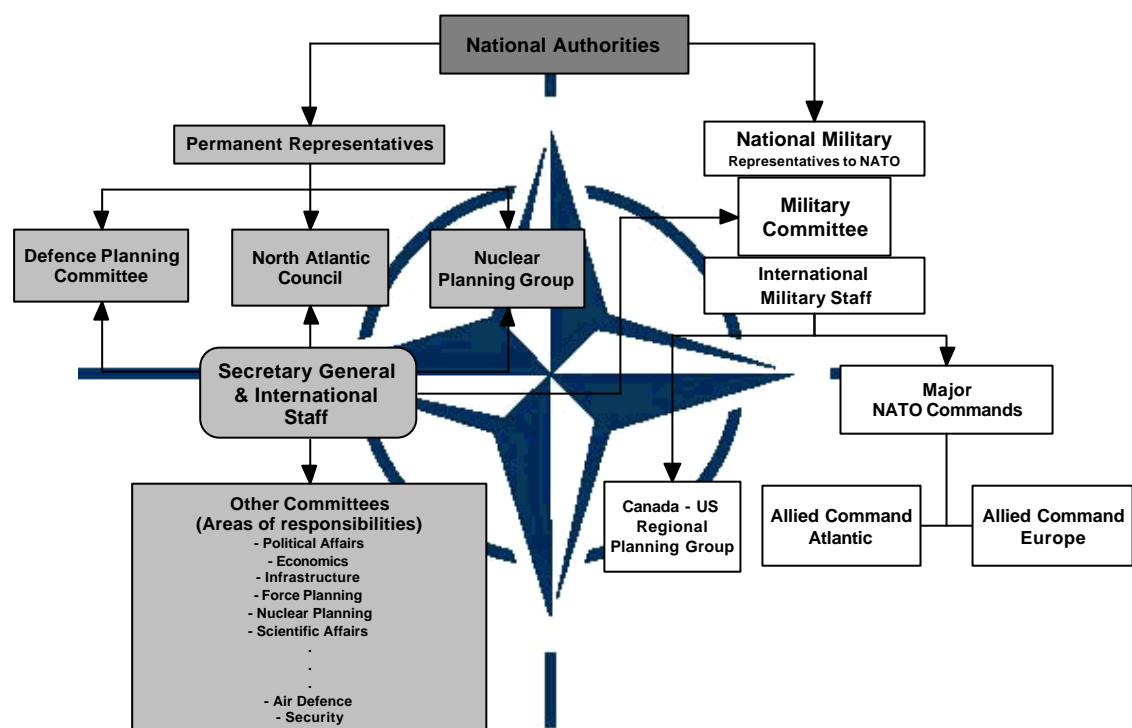 National Authorities
Permanent Representatives
National Military
Representatives to NATO
Military
Committee
Defence Planning
Committee
North Atlantic
Council
Nuclear
Planning Group
International
Military Staff
Secretary General
& International
Staff
Major
NATO Commands
Other Committees
(Areas of responsibilities)
- Political Affairs
- Economics
- Infrastructure
- Force Planning
- Nuclear Planning
- Scientific Affairs
.
.
.
- Air Defence
- Security
Canada - US
Regional
Planning Group
Allied Command
Atlantic
Allied Command
Europe